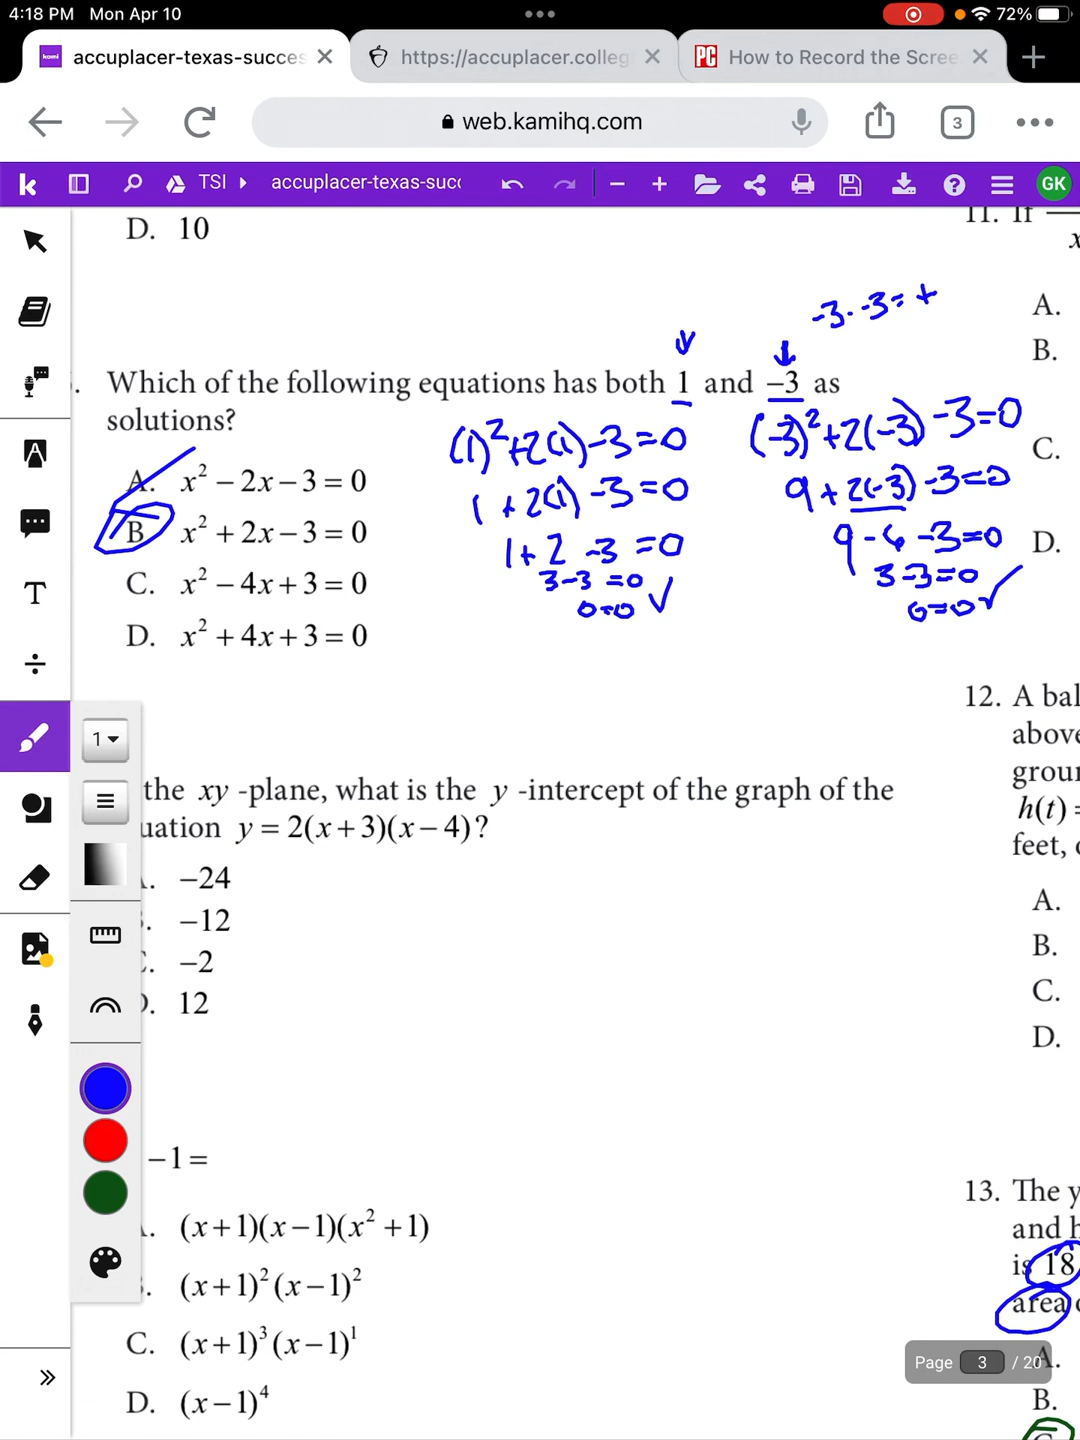 4:18 PM Mon Apr 10
72%
kami accuplacer-texas-succes
https://accuplacer.colleg
PC How to Record the Scree
web.kamihq.com
3
k TSI accuplacer-texas-succ
GK
D. 10
11. If
x
A.
B.
C.
D.
-3 · -3 = +
Which of the following equations has both 1 and −3 as
solutions?
A. x² − 2x − 3 = 0
B x² + 2x − 3 = 0
C. x² − 4x + 3 = 0
D. x² + 4x + 3 = 0
(1)²+2(1)-3=0
1+2(1)-3=0
1+2-3=0
3-3=0
0=0 ✓
(-3)²+2(-3)-3=0
9+2(-3)-3=0
9-6-3=0
3-3=0
0=0 ✓
the xy -plane, what is the y -intercept of the graph of the
uation y = 2(x + 3)(x − 4)?
−24
−12
−2
12
−1 =
(x + 1)(x − 1)(x² + 1)
(x + 1)²(x − 1)²
C. (x + 1)³(x − 1)¹
D. (x − 1)⁴
12. A bal
above
groun
h(t) =
feet, o
A.
B.
C.
D.
13. The y
and h
is 18
area
A.
B.
T
1
Page 3 / 20